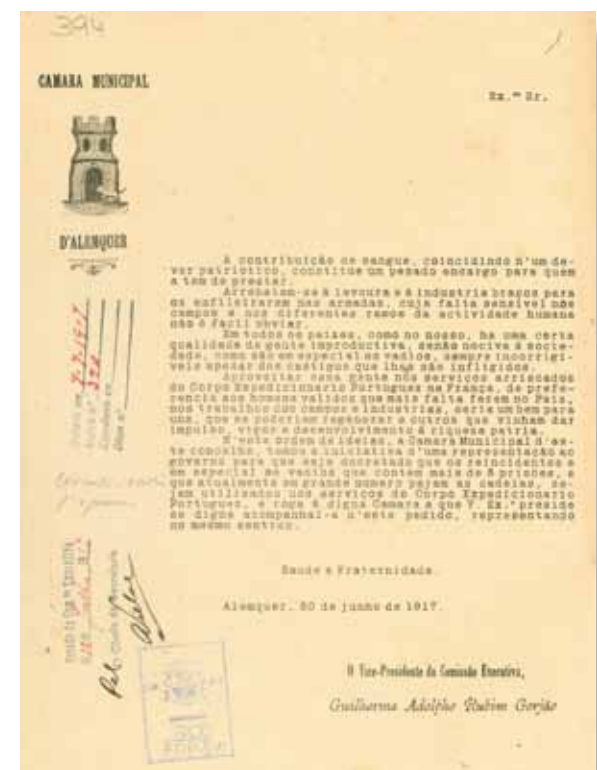 394
1
CAMARA MUNICIPAL
D'ALEMQUER
Ex.mo Sr.
A contribuição de sangue, coincidindo n'um de-
ver patriotico, constitue um pesado encargo para quem
a tem de prestar.
á lavoura e á industria braços para
os enfileirarem nas armadas, cuja falta sensivel nos
campos e nos diferentes ramos da actividade humana
não é facil obviar.
Em todos os paizes, como no nosso, ha uma certa
qualidade de gente improductiva, senão nociva á socie-
dade, como são em especial os vadios, sempre incorrigi-
veis apezar dos castigos que lhes são infligidos.
Aproveitar essa gente nos serviços arriscados
do Corpo Expedicionario Portuguez na França, de prefe-
rencia aos homens validos que mais falta fazem no Paiz,
nos trabalhos dos campos e industrias, seria um bem para
uns, que se poderiam regenerar e outros que vinham dar
impulso, vigor e desenvolvimento á riqueza patria.
N'esta ordem de ideias, a Camara Municipal d'es-
te concelho, tomou a iniciativa d'uma representação ao
governo para que seja decretado que os reincidentes e
em especial os vadios que contem mais de prisões, e
que atualmente em grande numero pejam as cadeias, se-
jam utilizados nos serviços do Corpo Expedicionario
Portuguez, e roga á digna Camara a que V. Ex.ª preside
se digne acompanhal-a n'este pedido, representando
no mesmo sentido.
Saude e Fraternidade.
Alemquer, 30 de junho de 1917.
O Vice-Presidente da Comissão Executiva,
Guilherme Adolpho Rubim Gorjão